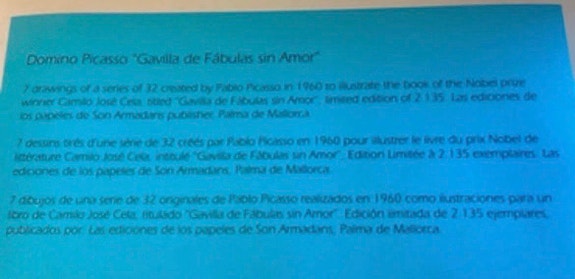 Domino Picasso "Gavilla de Fábulas sin Amor"
7 drawings of a series of 32 created by Pablo Picasso in 1960 to illustrate the book of the Nobel prize
winner Camilo José Cela, titled "Gavilla de Fábulas sin Amor", limited edition of 2.135. Las ediciones de
los papeles de Son Armadans publisher, Palma de Mallorca.
7 dessins tirés d'une série de 32 créés par Pablo Picasso en 1960 pour illustrer le livre du prix Nobel de
littérature Camilo José Cela, intitulé "Gavilla de Fábulas sin Amor". Edition Limitée à 2.135 exemplaires. Las
ediciones de los papeles de Son Armadans, Palma de Mallorca.
7 dibujos de una serie de 32 originales de Pablo Picasso realizados en 1960 como ilustraciones para un
libro de Camilo José Cela, titulado "Gavilla de Fábulas sin Amor". Edición limitada de 2.135 ejemplares,
publicados por: Las ediciones de los papeles de Son Armadans, Palma de Mallorca.